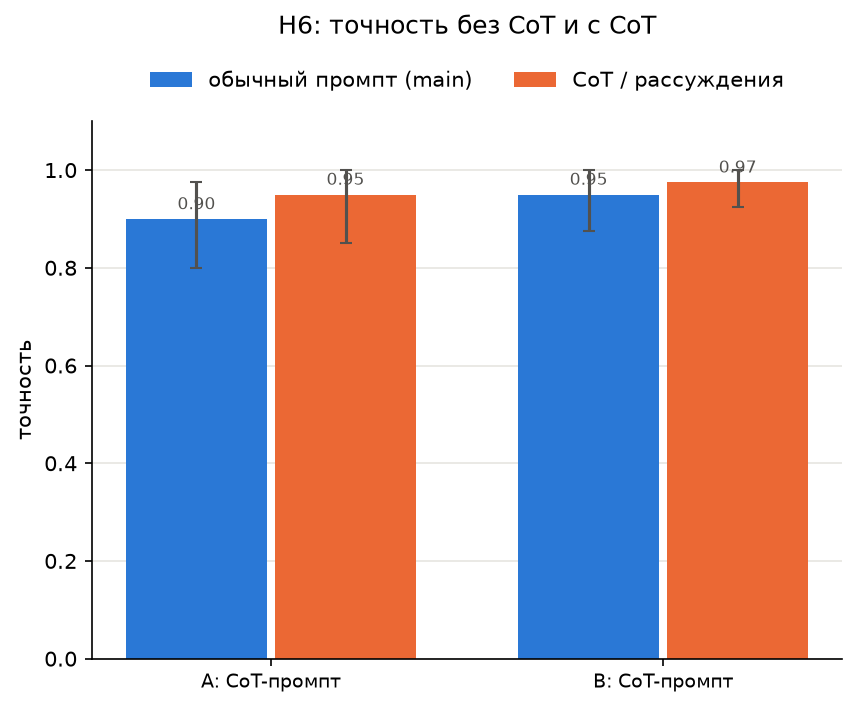 H6: точность без CoT и с CoT
обычный промпт (main) CoT / рассуждения
точность
1.0
0.8
0.6
0.4
0.2
0.0
0.90 0.95 0.95 0.97
A: CoT-промпт B: CoT-промпт